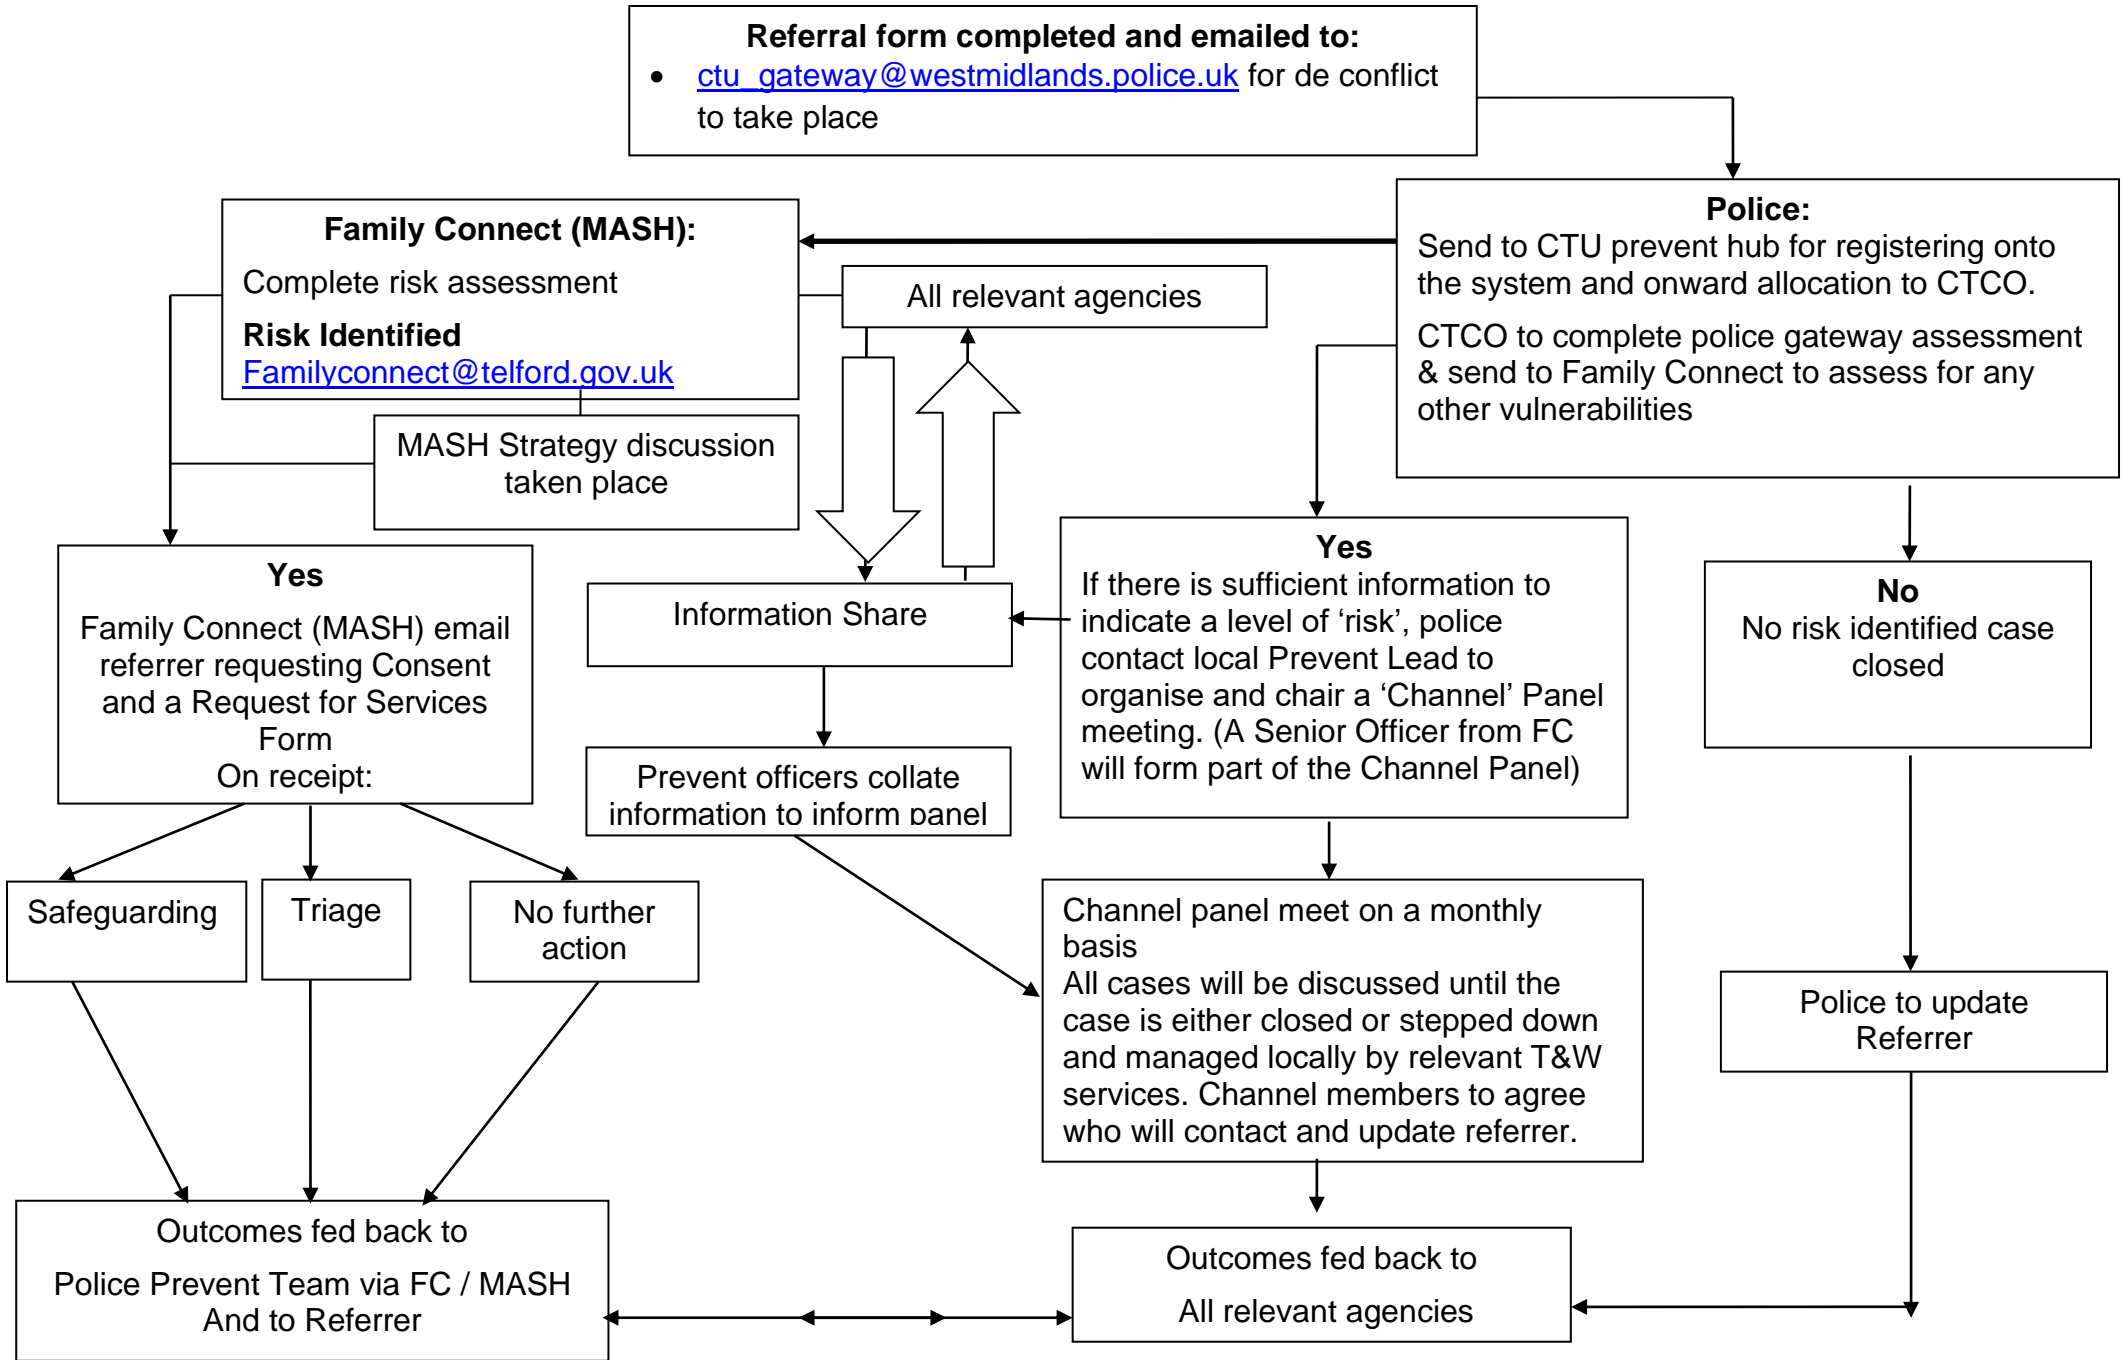 Referral form completed and emailed to:
• ctu_gateway@westmidlands.police.uk for de conflict
to take place
Police:
Send to CTU prevent hub for registering onto
the system and onward allocation to CTCO.
CTCO to complete police gateway assessment
& send to Family Connect to assess for any
other vulnerabilities
Family Connect (MASH):
Complete risk assessment
Risk Identified
Familyconnect@telford.gov.uk
All relevant agencies
MASH Strategy discussion
taken place
Yes
Family Connect (MASH) email
referrer requesting Consent
and a Request for Services
Form
On receipt:
Information Share
Yes
If there is sufficient information to
indicate a level of ‘risk’, police
contact local Prevent Lead to
organise and chair a ‘Channel’ Panel
meeting. (A Senior Officer from FC
will form part of the Channel Panel)
No
No risk identified case
closed
Prevent officers collate
information to inform panel
Safeguarding
Triage
No further
action
Channel panel meet on a monthly
basis
All cases will be discussed until the
case is either closed or stepped down
and managed locally by relevant T&W
services. Channel members to agree
who will contact and update referrer.
Police to update
Referrer
Outcomes fed back to
Police Prevent Team via FC / MASH
And to Referrer
Outcomes fed back to
All relevant agencies